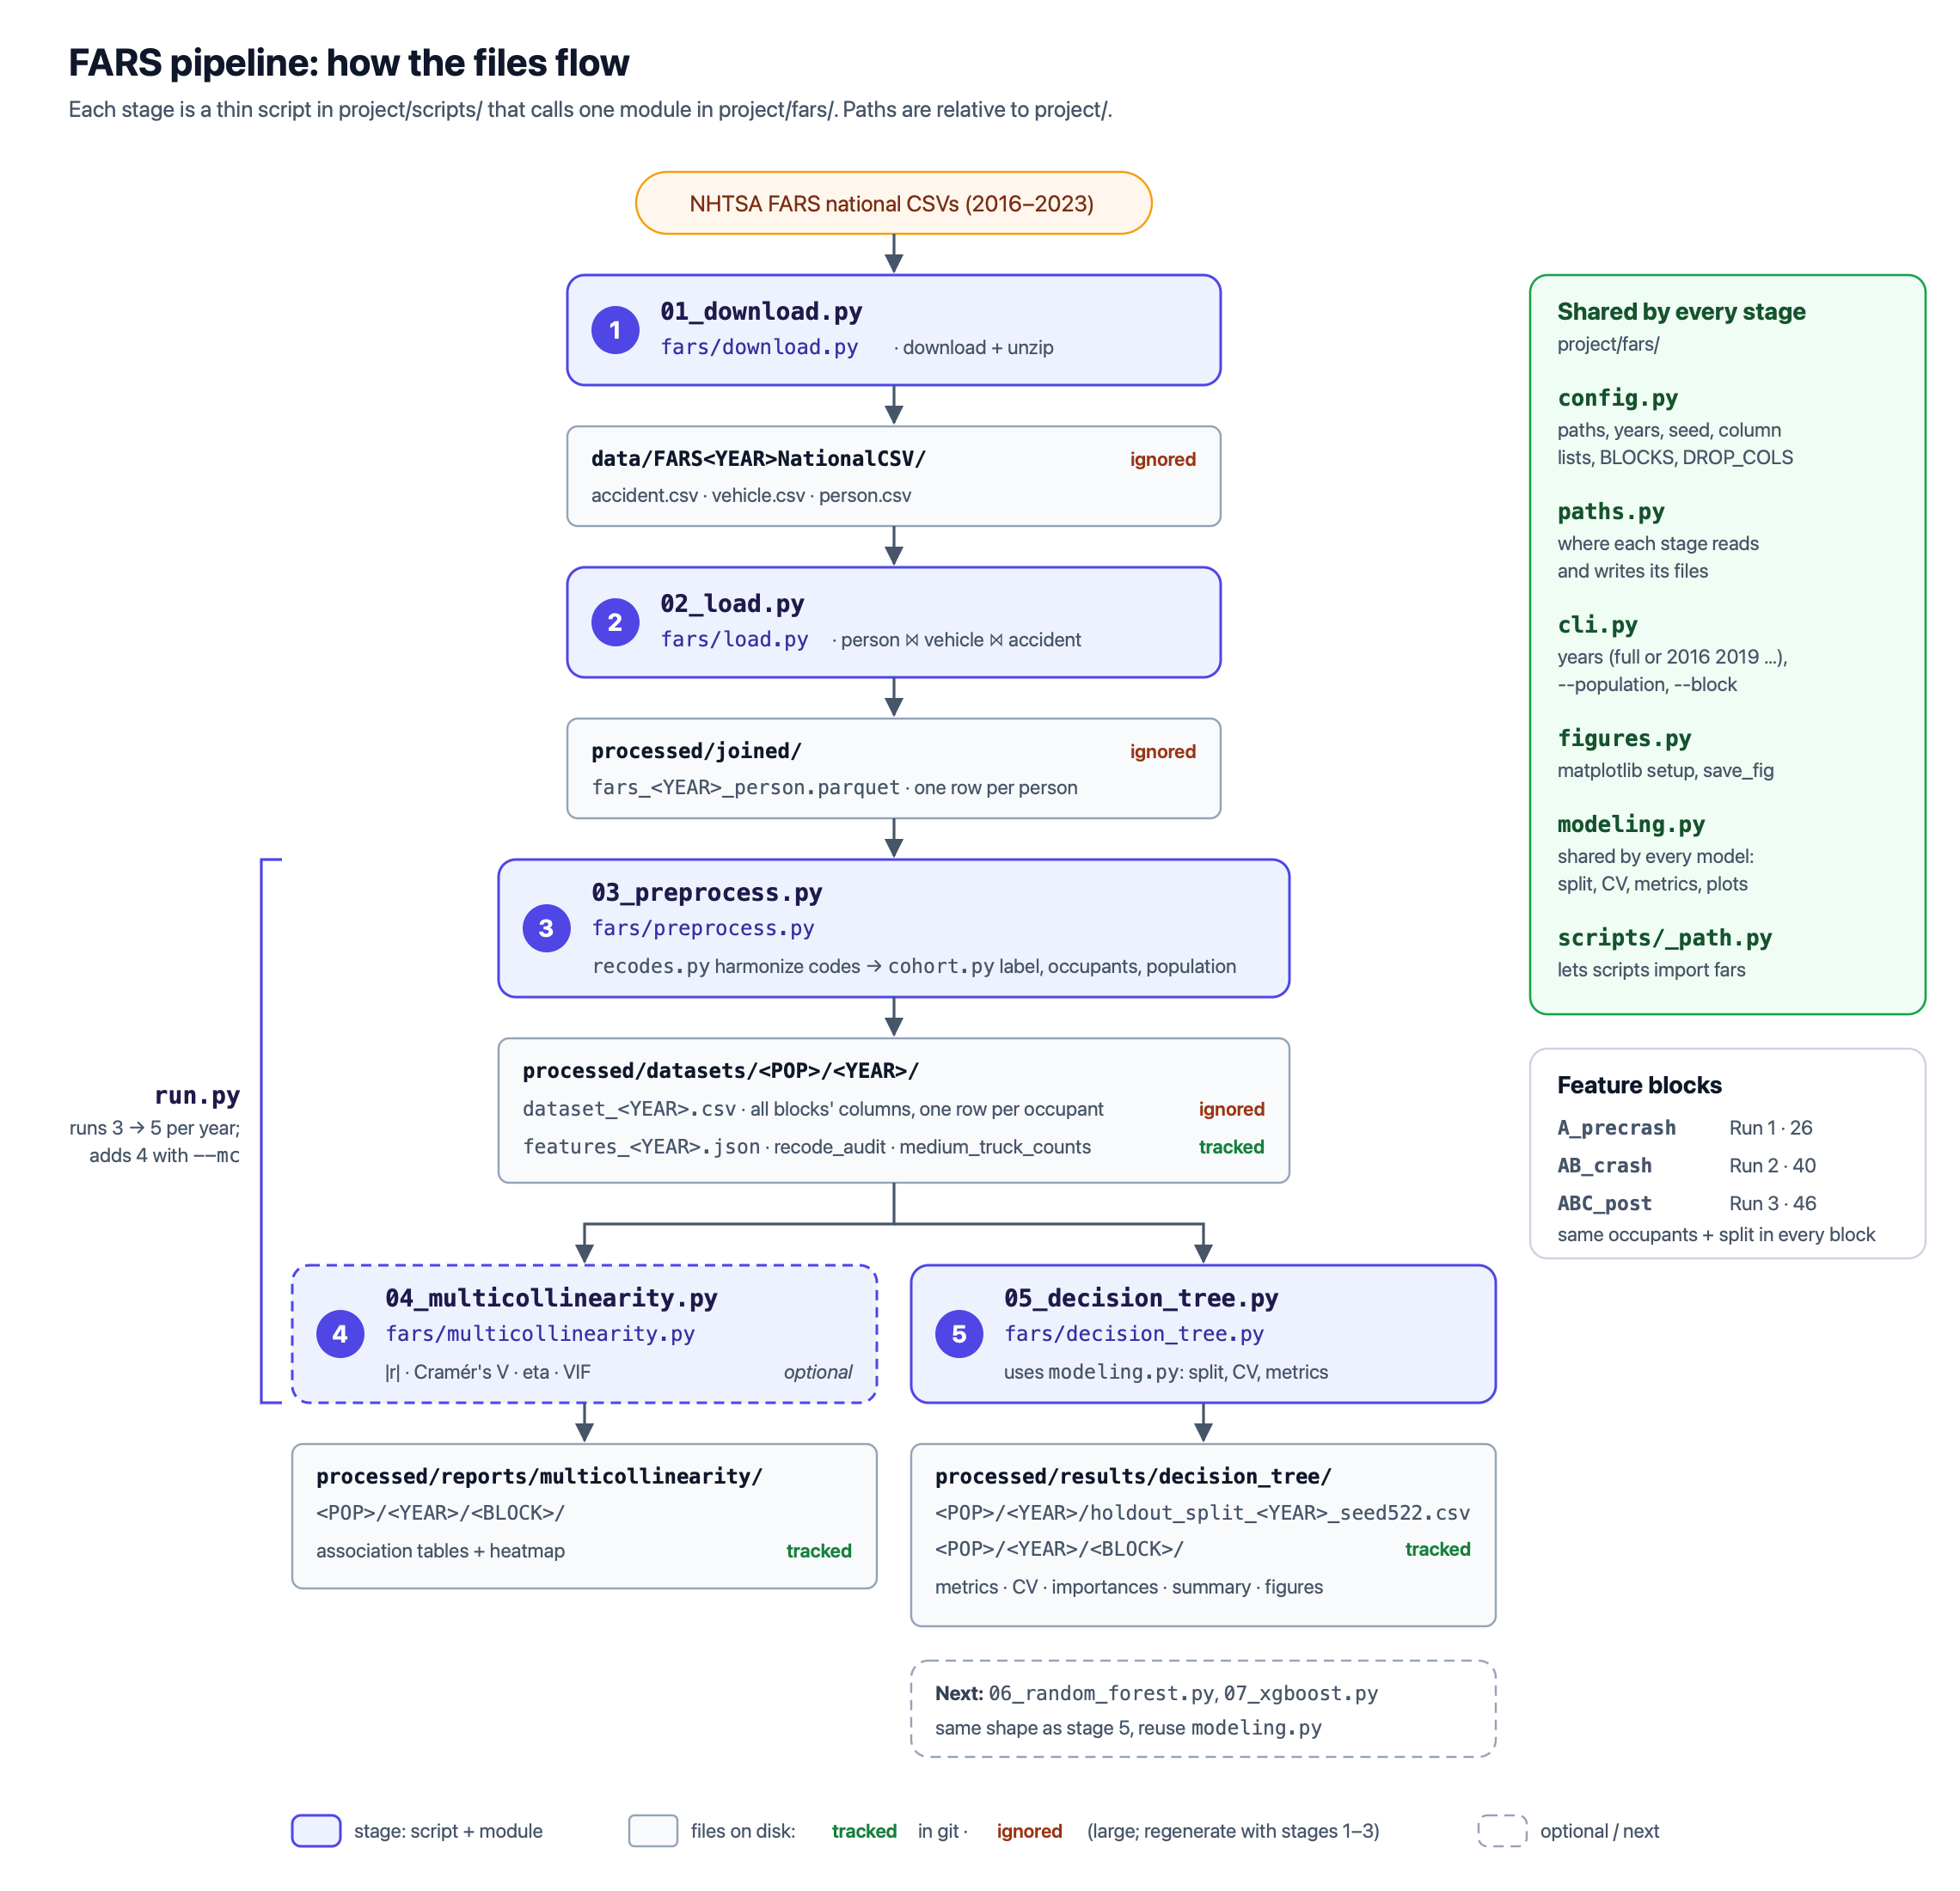 FARS pipeline: how the files flow
Each stage is a thin script in project/scripts/ that calls one module in project/fars/. Paths are relative to project/.
NHTSA FARS national CSVs (2016–2023)
1
01_download.py
fars/download.py · download + unzip
data/FARS<YEAR>NationalCSV/ ignored
accident.csv · vehicle.csv · person.csv
2
02_load.py
fars/load.py · person ⋈ vehicle ⋈ accident
processed/joined/ ignored
fars_<YEAR>_person.parquet · one row per person
3
03_preprocess.py
fars/preprocess.py
recodes.py harmonize codes → cohort.py label, occupants, population
processed/datasets/<POP>/<YEAR>/
dataset_<YEAR>.csv · all blocks' columns, one row per occupant ignored
features_<YEAR>.json · recode_audit · medium_truck_counts tracked
run.py
runs 3 → 5 per year;
adds 4 with --mc
4
04_multicollinearity.py
fars/multicollinearity.py
|r| · Cramér's V · eta · VIF optional
processed/reports/multicollinearity/
<POP>/<YEAR>/<BLOCK>/
association tables + heatmap tracked
5
05_decision_tree.py
fars/decision_tree.py
uses modeling.py: split, CV, metrics
processed/results/decision_tree/
<POP>/<YEAR>/holdout_split_<YEAR>_seed522.csv
<POP>/<YEAR>/<BLOCK>/ tracked
metrics · CV · importances · summary · figures
Next: 06_random_forest.py, 07_xgboost.py
same shape as stage 5, reuse modeling.py
Shared by every stage
project/fars/
config.py
paths, years, seed, column
lists, BLOCKS, DROP_COLS
paths.py
where each stage reads
and writes its files
cli.py
years (full or 2016 2019 …),
--population, --block
figures.py
matplotlib setup, save_fig
modeling.py
shared by every model:
split, CV, metrics, plots
scripts/_path.py
lets scripts import fars
Feature blocks
A_precrash Run 1 · 26
AB_crash Run 2 · 40
ABC_post Run 3 · 46
same occupants + split in every block
stage: script + module
files on disk: tracked in git · ignored (large; regenerate with stages 1–3)
optional / next